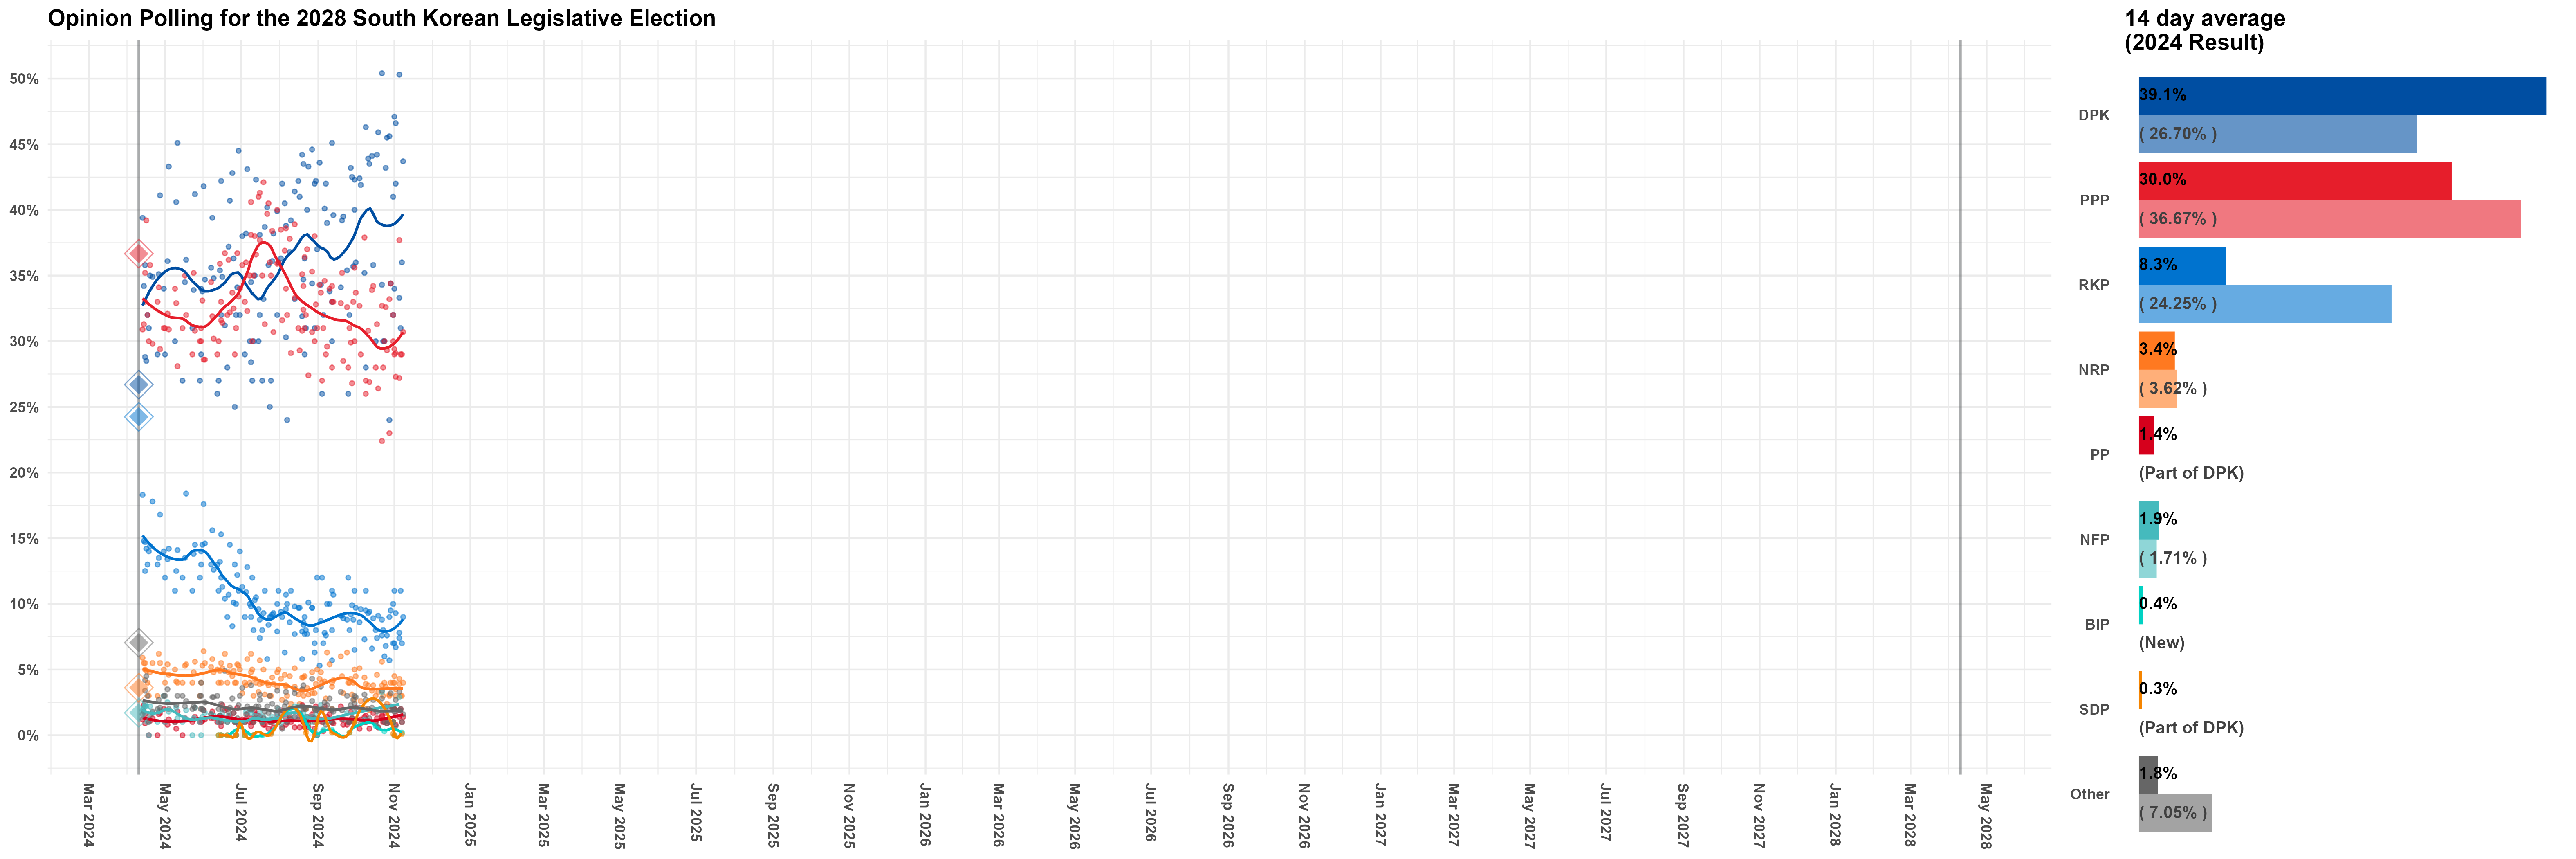 Opinion Polling for the 2028 South Korean Legislative Election
50%
45%
40%
35%
30%
25%
20%
15%
10%
5%
0%
Mar 2024
May 2024
Jul 2024
Sep 2024
Nov 2024
Jan 2025
Mar 2025
May 2025
Jul 2025
Sep 2025
Nov 2025
Jan 2026
Mar 2026
May 2026
Jul 2026
Sep 2026
Nov 2026
Jan 2027
Mar 2027
May 2027
Jul 2027
Sep 2027
Nov 2027
Jan 2028
Mar 2028
May 2028
14 day average
(2024 Result)
DPK
39.1%
( 26.70% )
PPP
30.0%
( 36.67% )
RKP
8.3%
( 24.25% )
NRP
3.4%
( 3.62% )
PP
1.4%
(Part of DPK)
NFP
1.9%
( 1.71% )
BIP
0.4%
(New)
SDP
0.3%
(Part of DPK)
Other
1.8%
( 7.05% )